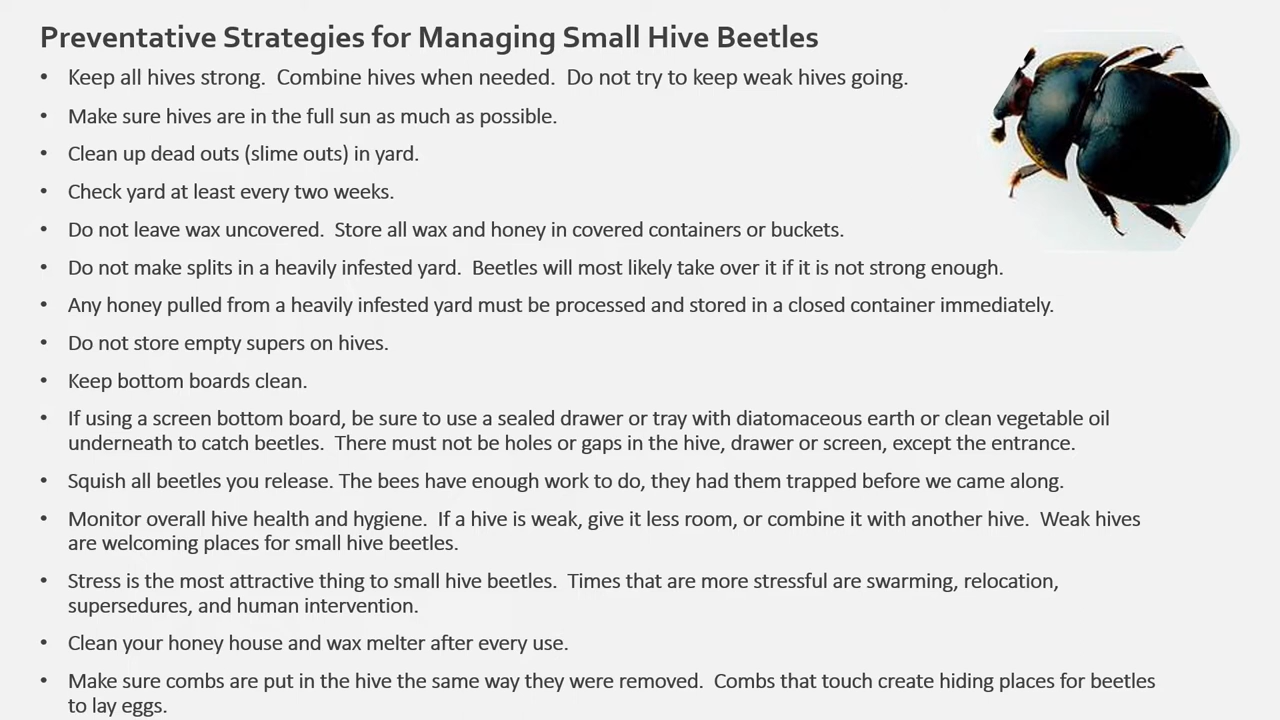 Preventative Strategies for Managing Small Hive Beetles
• Keep all hives strong.  Combine hives when needed.  Do not try to keep weak hives going.
• Make sure hives are in the full sun as much as possible.
• Clean up dead outs (slime outs) in yard.
• Check yard at least every two weeks.
• Do not leave wax uncovered.  Store all wax and honey in covered containers or buckets.
• Do not make splits in a heavily infested yard.  Beetles will most likely take over it if it is not strong enough.
• Any honey pulled from a heavily infested yard must be processed and stored in a closed container immediately.
• Do not store empty supers on hives.
• Keep bottom boards clean.
• If using a screen bottom board, be sure to use a sealed drawer or tray with diatomaceous earth or clean vegetable oil
underneath to catch beetles.  There must not be holes or gaps in the hive, drawer or screen, except the entrance.
• Squish all beetles you release. The bees have enough work to do, they had them trapped before we came along.
• Monitor overall hive health and hygiene.  If a hive is weak, give it less room, or combine it with another hive.  Weak hives
are welcoming places for small hive beetles.
• Stress is the most attractive thing to small hive beetles.  Times that are more stressful are swarming, relocation,
supersedures, and human intervention.
• Clean your honey house and wax melter after every use.
• Make sure combs are put in the hive the same way they were removed.  Combs that touch create hiding places for beetles
to lay eggs.